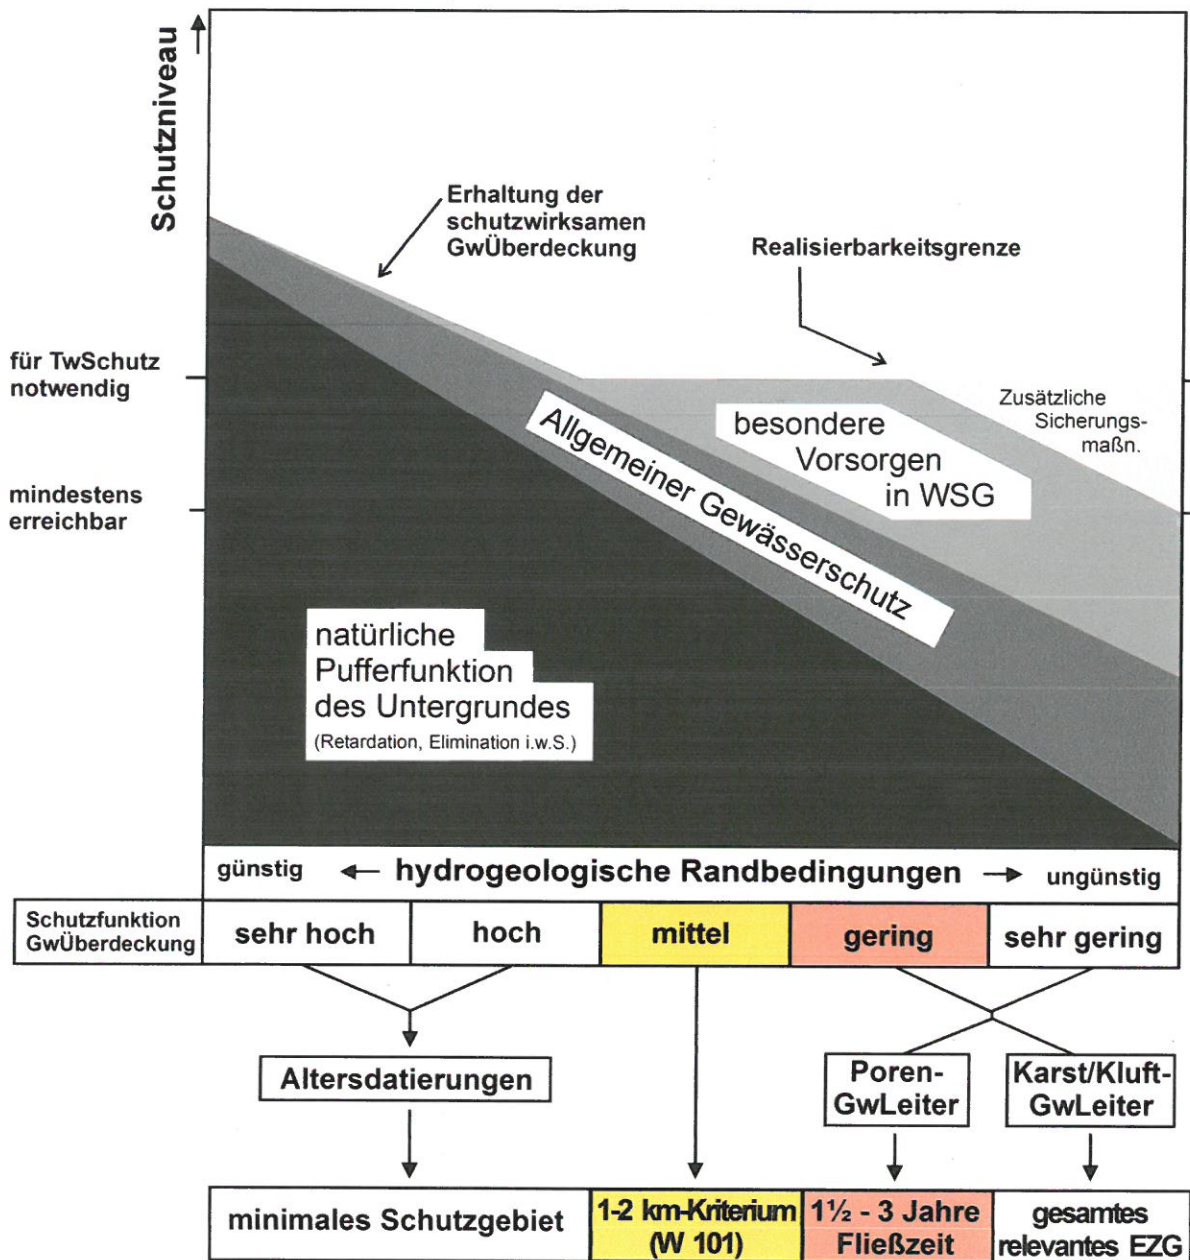 Schutzniveau
Erhaltung der
schutzwirksamen
GwÜberdeckung
Realisierbarkeitsgrenze
für TwSchutz
notwendig
Zusätzliche
Sicherungs-
maßn.
besondere
Vorsorgen
in WSG
Allgemeiner Gewässerschutz
mindestens
erreichbar
natürliche
Pufferfunktion
des Untergrundes
(Retardation, Elimination i.w.S.)
günstig ← hydrogeologische Randbedingungen → ungünstig
Schutzfunktion
GwÜberdeckung
sehr hoch
hoch
mittel
gering
sehr gering
Altersdatierungen
Poren-
GwLeiter
Karst/Kluft-
GwLeiter
minimales Schutzgebiet
1-2 km-Kriterium
(W 101)
1½ - 3 Jahre
Fließzeit
gesamtes
relevantes EZG